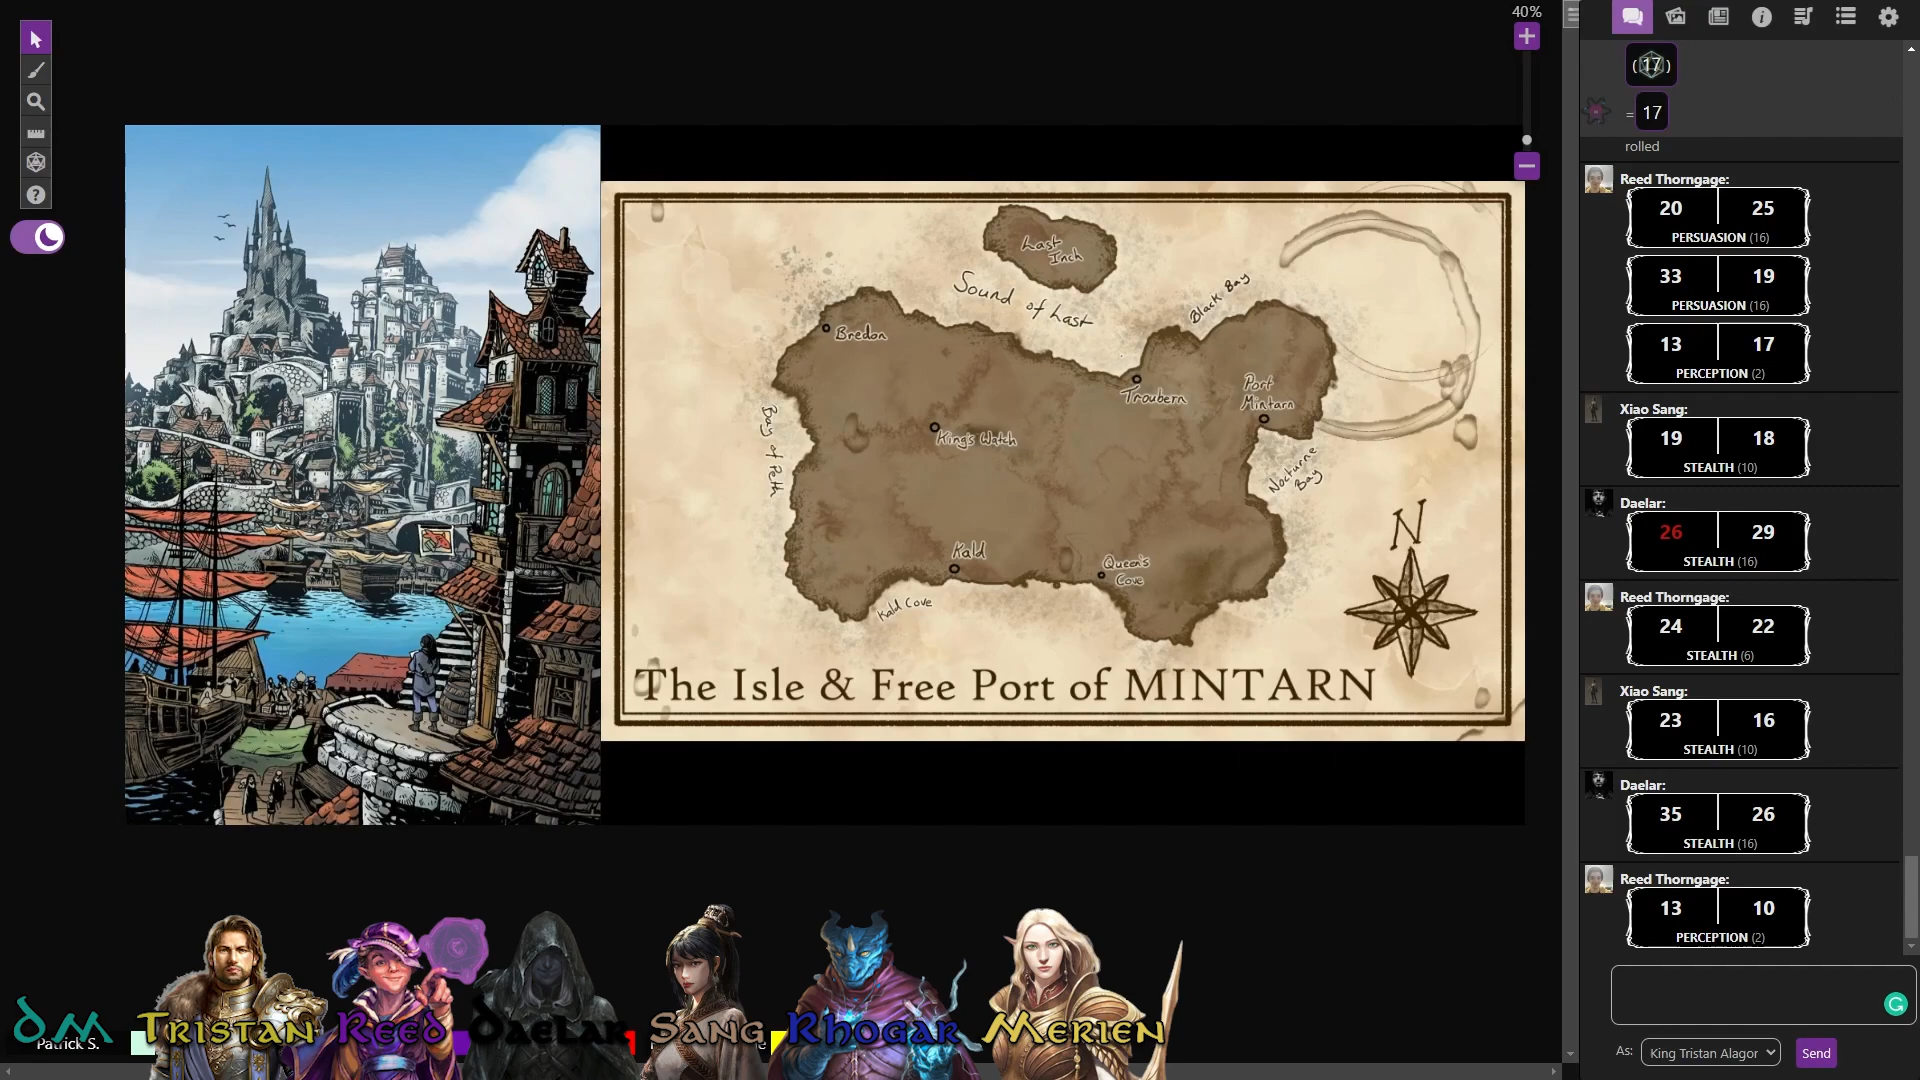 40%
(17)
= 17
rolled
Reed Thorngage:
20 25
PERSUASION (16)
33 19
PERSUASION (16)
13 17
PERCEPTION (2)
Xiao Sang:
19 18
STEALTH (10)
Daelar:
26 29
STEALTH (16)
Reed Thorngage:
24 22
STEALTH (6)
Xiao Sang:
23 16
STEALTH (10)
Daelar:
35 26
STEALTH (16)
Reed Thorngage:
13 10
PERCEPTION (2)
As: King Tristan Alagor Send
Last
Inch
Sound of Last
Black Bay
Bredon
Troubern
Port
Mintarn
Bay of Peth
King's Watch
Nocturne
Bay
N
Kald
Queen's
Cove
Kald Cove
The Isle & Free Port of MINTARN
DM Tristan Reed Daelar Sang Rhogar Merien
Patrick S.